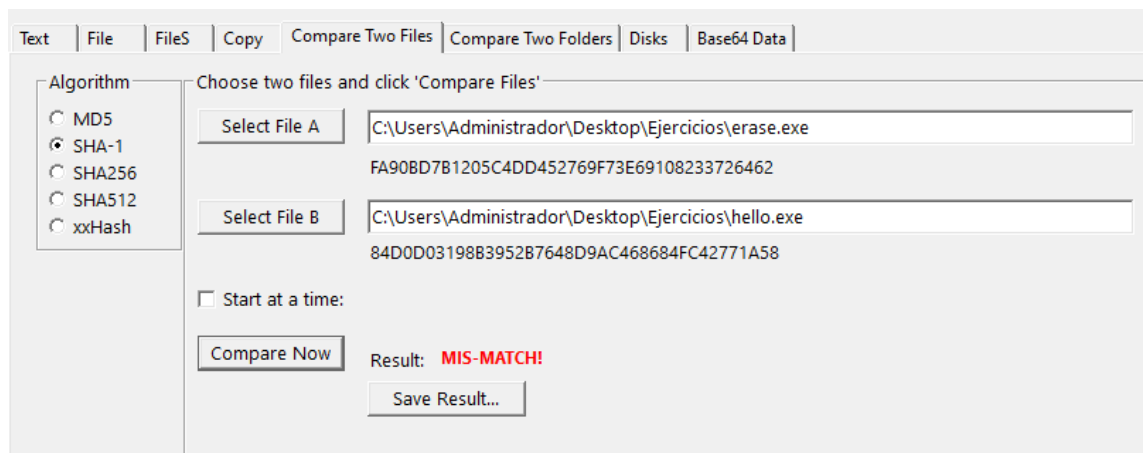 Text File FileS Copy Compare Two Files Compare Two Folders Disks Base64 Data
Algorithm
MD5
SHA-1
SHA256
SHA512
xxHash
Choose two files and click 'Compare Files'
Select File A C:\Users\Administrador\Desktop\Ejercicios\erase.exe
FA90BD7B1205C4DD452769F73E69108233726462
Select File B C:\Users\Administrador\Desktop\Ejercicios\hello.exe
84D0D03198B3952B7648D9AC468684FC42771A58
Start at a time:
Compare Now Result: MIS-MATCH!
Save Result...